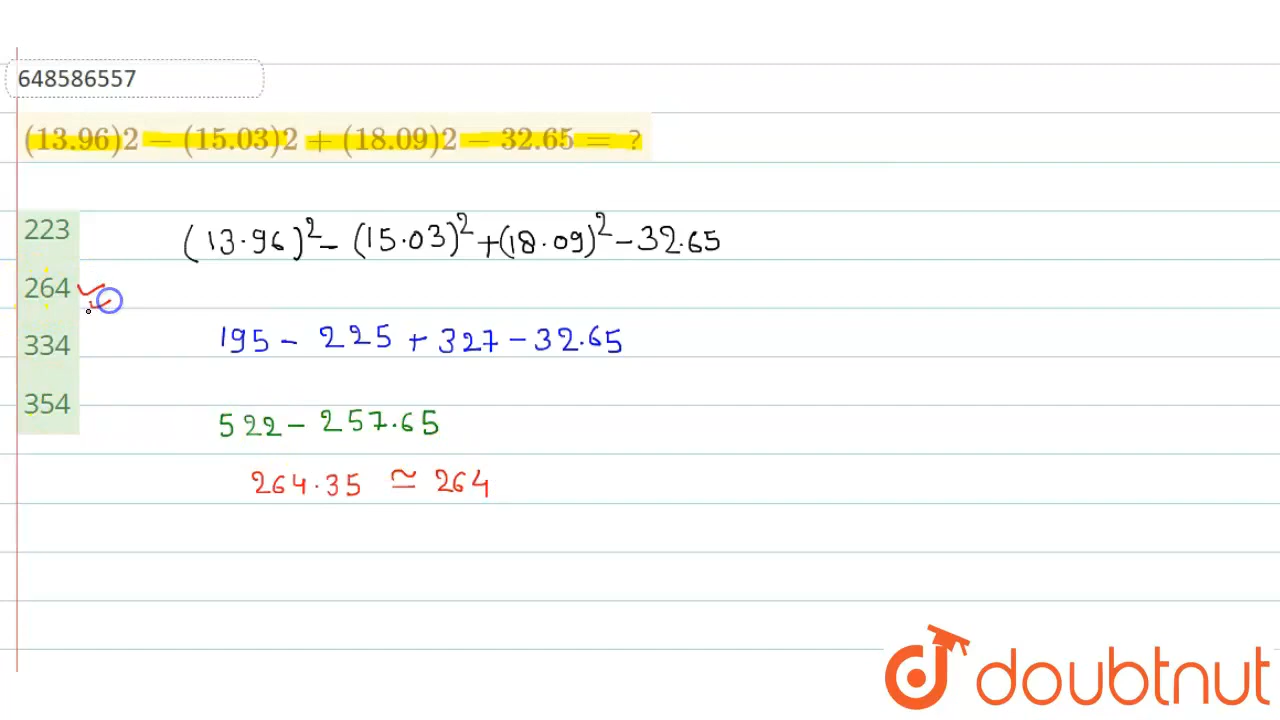 648586557
(13.96)2 − (15.03)2 + (18.09)2 − 32.65 = ?
223
(13.96)² − (15.03)² + (18.09)² − 32.65
264
195 − 225 + 327 − 32.65
334
354
522 − 257.65
264.35 ≃ 264
doubtnut